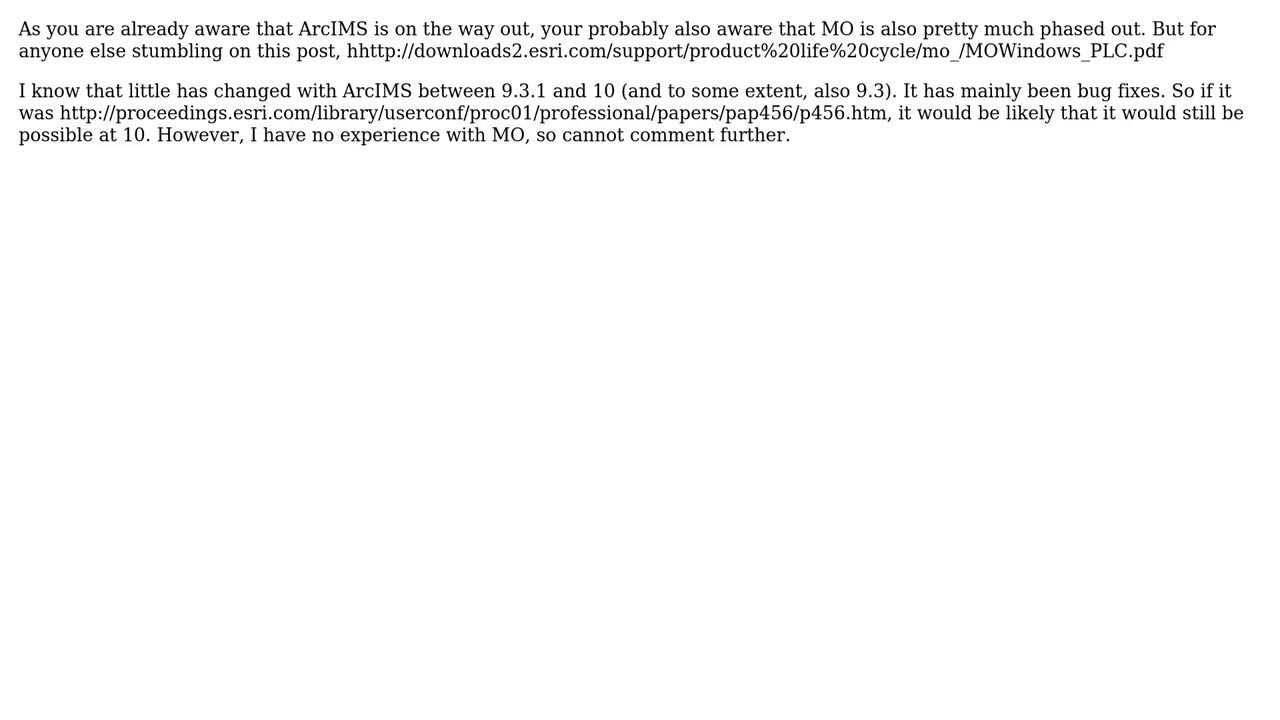 As you are already aware that ArcIMS is on the way out, your probably also aware that MO is also pretty much phased out. But for
anyone else stumbling on this post, hhttp://downloads2.esri.com/support/product%20life%20cycle/mo_/MOWindows_PLC.pdf
I know that little has changed with ArcIMS between 9.3.1 and 10 (and to some extent, also 9.3). It has mainly been bug fixes. So if it
was http://proceedings.esri.com/library/userconf/proc01/professional/papers/pap456/p456.htm, it would be likely that it would still be
possible at 10. However, I have no experience with MO, so cannot comment further.